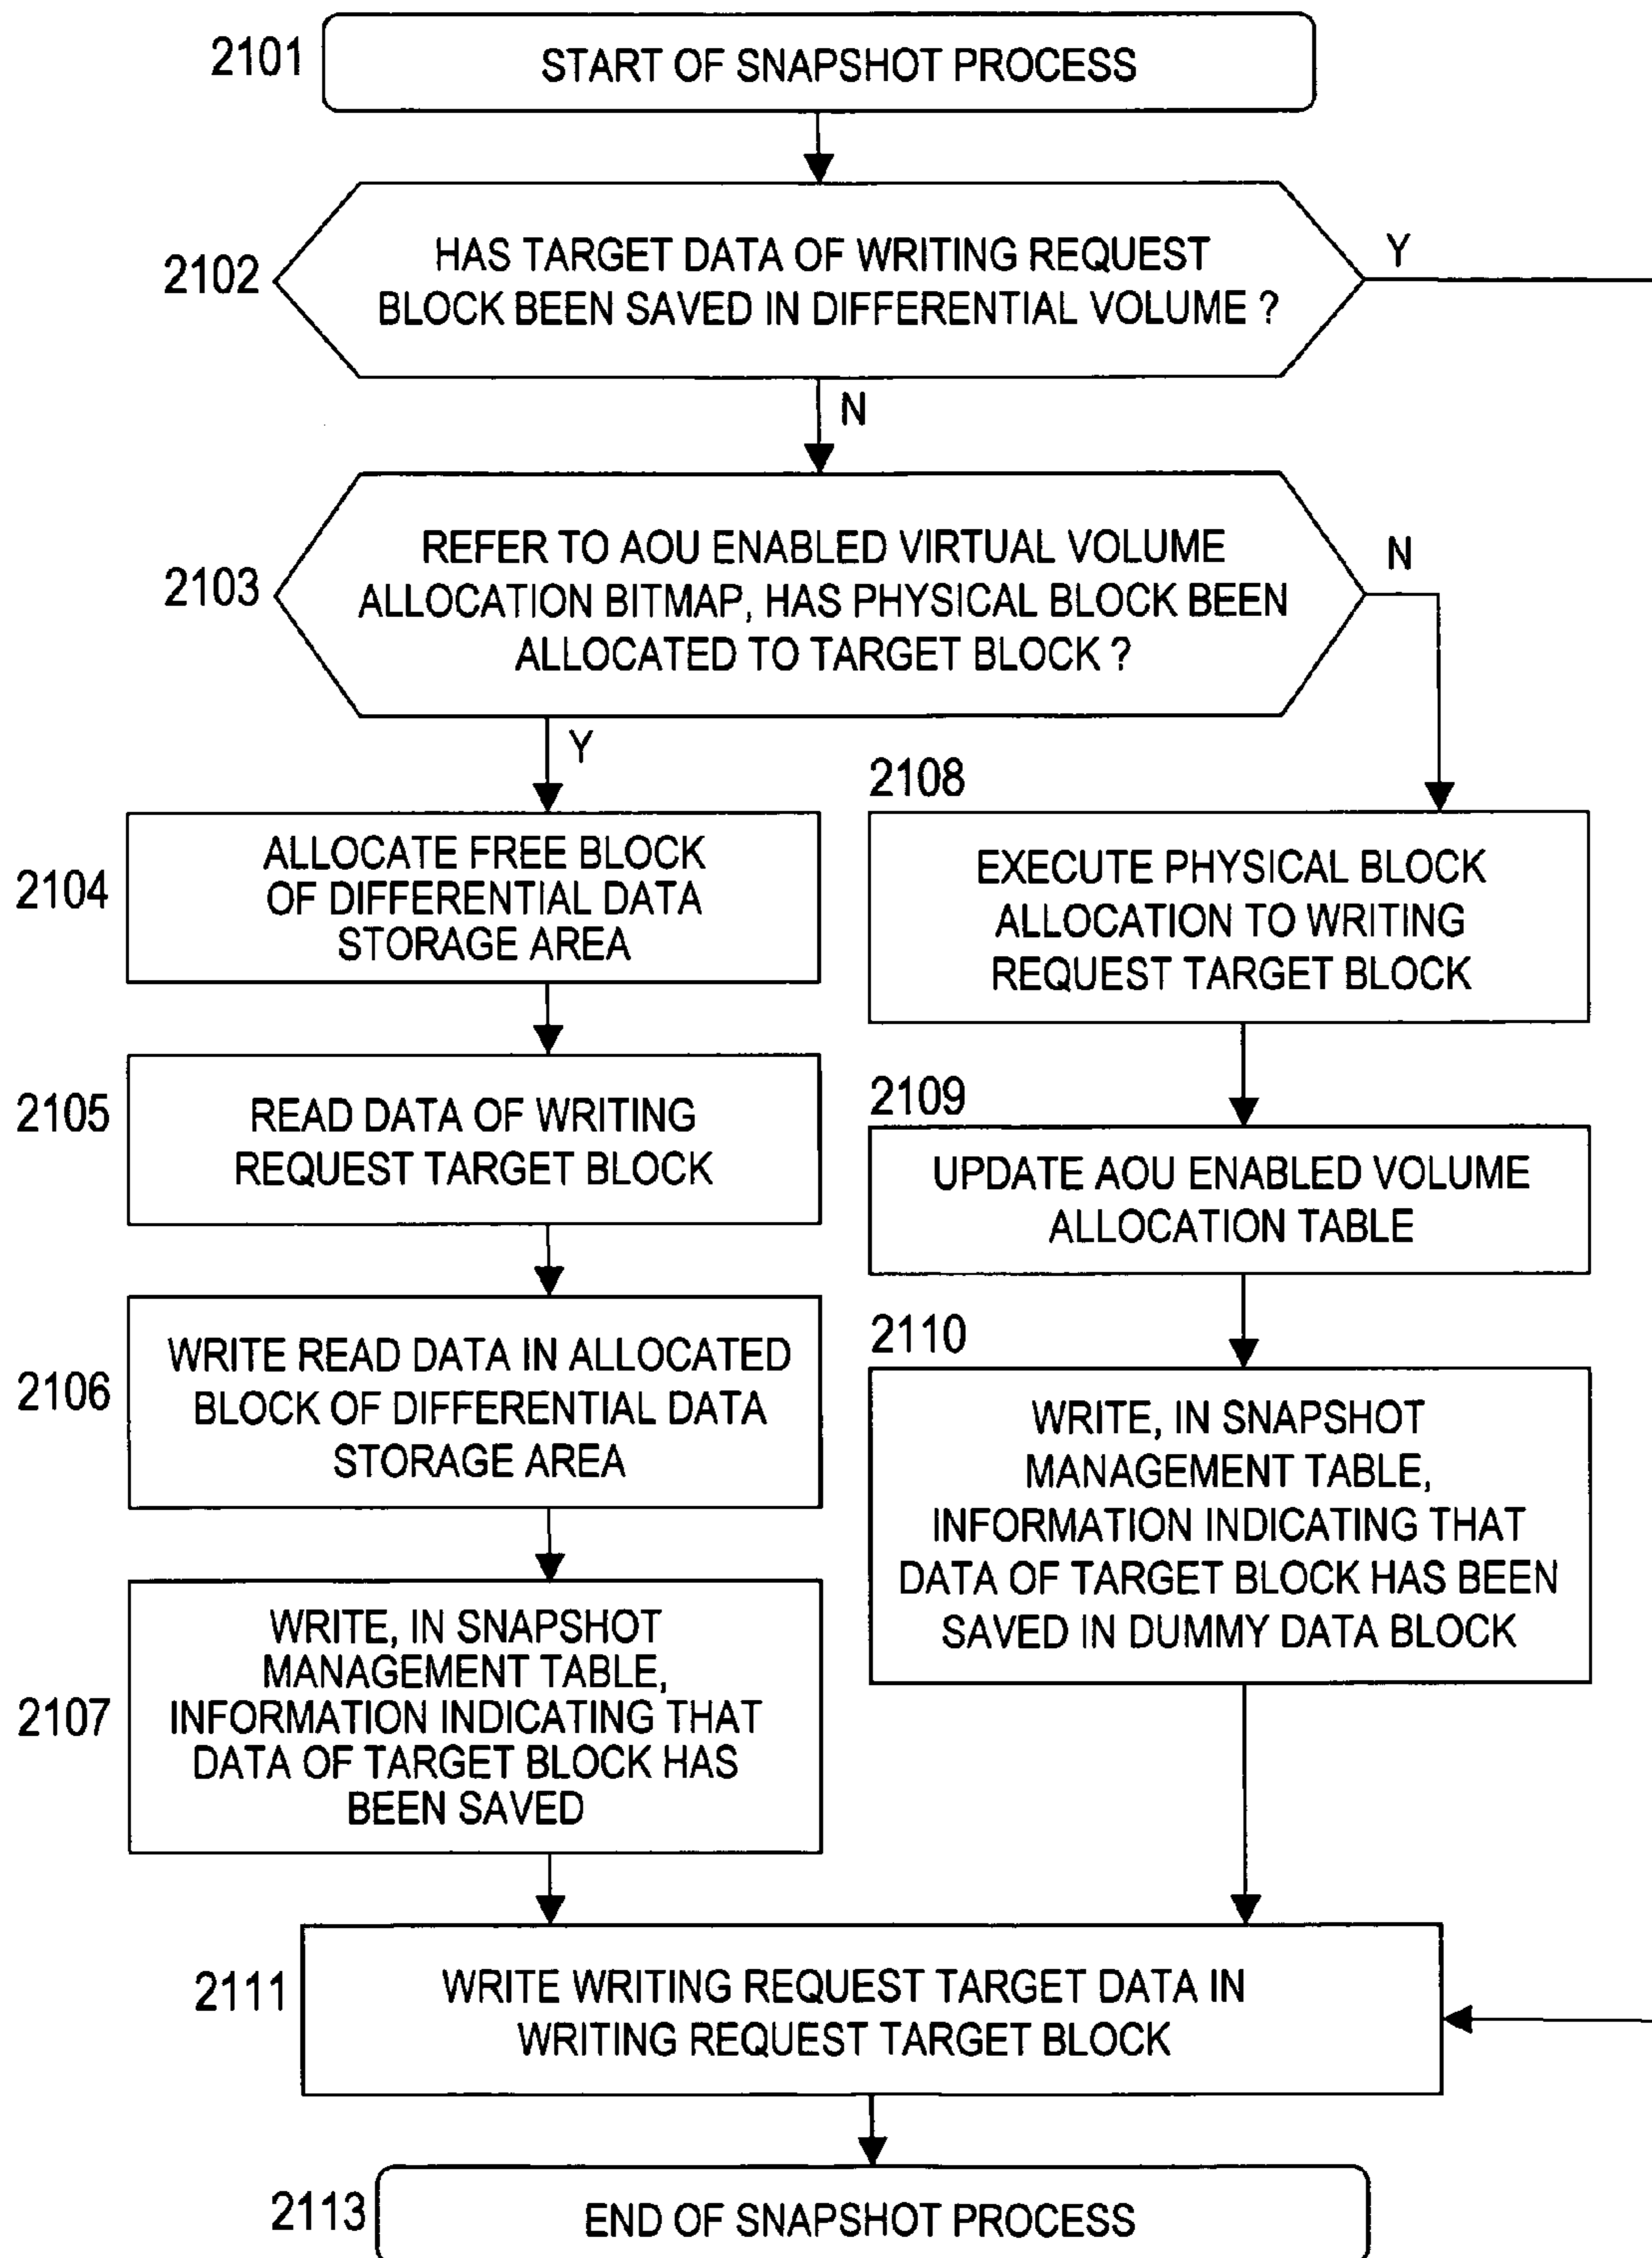 2101
START OF SNAPSHOT PROCESS
2102
HAS TARGET DATA OF WRITING REQUEST
BLOCK BEEN SAVED IN DIFFERENTIAL VOLUME ?
Y
N
2103
REFER TO AOU ENABLED VIRTUAL VOLUME
ALLOCATION BITMAP, HAS PHYSICAL BLOCK BEEN
ALLOCATED TO TARGET BLOCK ?
N
Y
2104
ALLOCATE FREE BLOCK
OF DIFFERENTIAL DATA
STORAGE AREA
2105
READ DATA OF WRITING
REQUEST TARGET BLOCK
2106
WRITE READ DATA IN ALLOCATED
BLOCK OF DIFFERENTIAL DATA
STORAGE AREA
2107
WRITE, IN SNAPSHOT
MANAGEMENT TABLE,
INFORMATION INDICATING THAT
DATA OF TARGET BLOCK HAS
BEEN SAVED
2108
EXECUTE PHYSICAL BLOCK
ALLOCATION TO WRITING
REQUEST TARGET BLOCK
2109
UPDATE AOU ENABLED VOLUME
ALLOCATION TABLE
2110
WRITE, IN SNAPSHOT
MANAGEMENT TABLE,
INFORMATION INDICATING THAT
DATA OF TARGET BLOCK HAS BEEN
SAVED IN DUMMY DATA BLOCK
2111
WRITE WRITING REQUEST TARGET DATA IN
WRITING REQUEST TARGET BLOCK
2113
END OF SNAPSHOT PROCESS